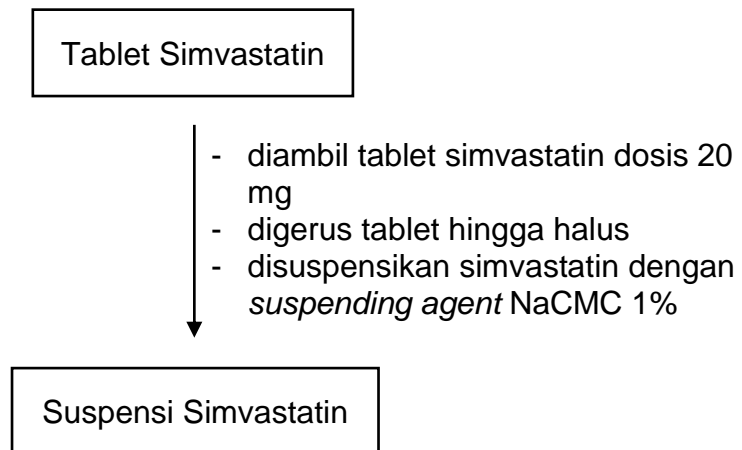 Tablet Simvastatin
- diambil tablet simvastatin dosis 20
mg
- digerus tablet hingga halus
- disuspensikan simvastatin dengan
suspending agent NaCMC 1%
Suspensi Simvastatin